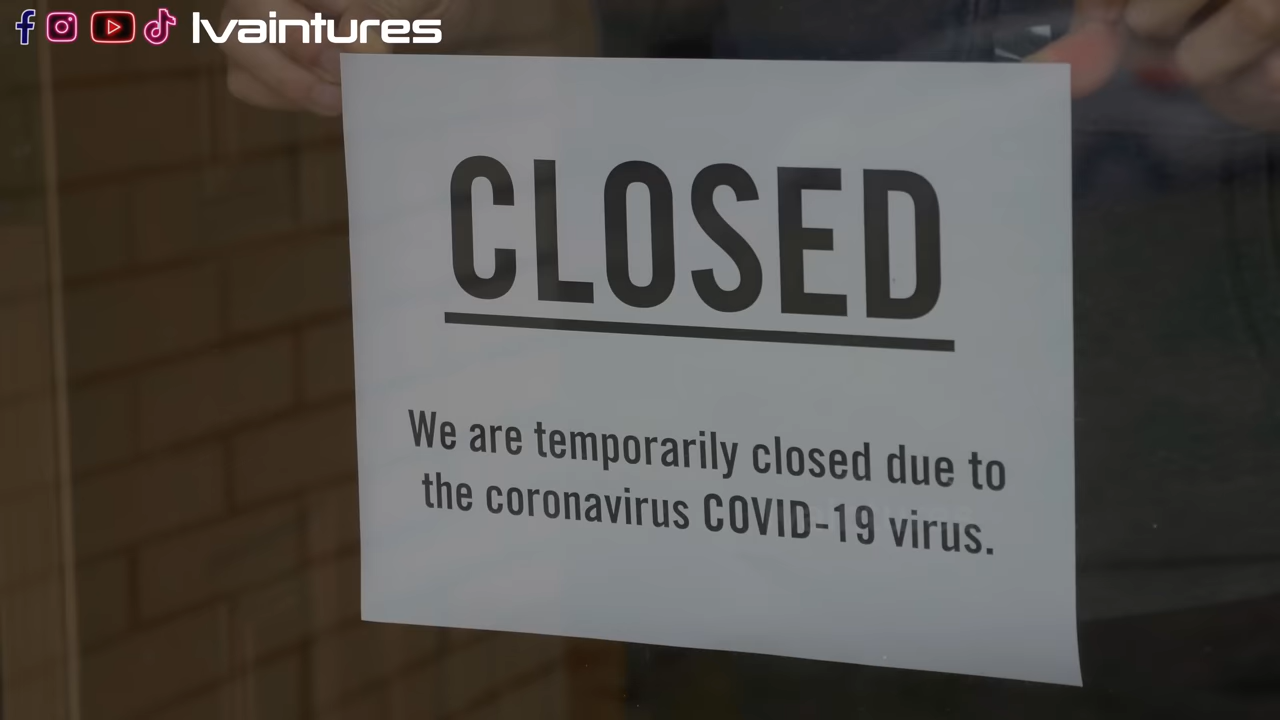 Ivaintures
CLOSED
We are temporarily closed due to
the coronavirus COVID-19 virus.